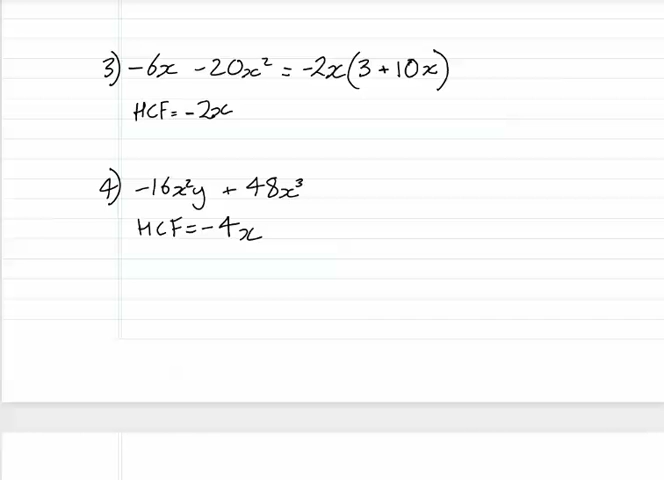 3) -6x - 20x² = -2x(3 + 10x)
HCF = -2x
4) -16x²y + 48x³
HCF = -4x